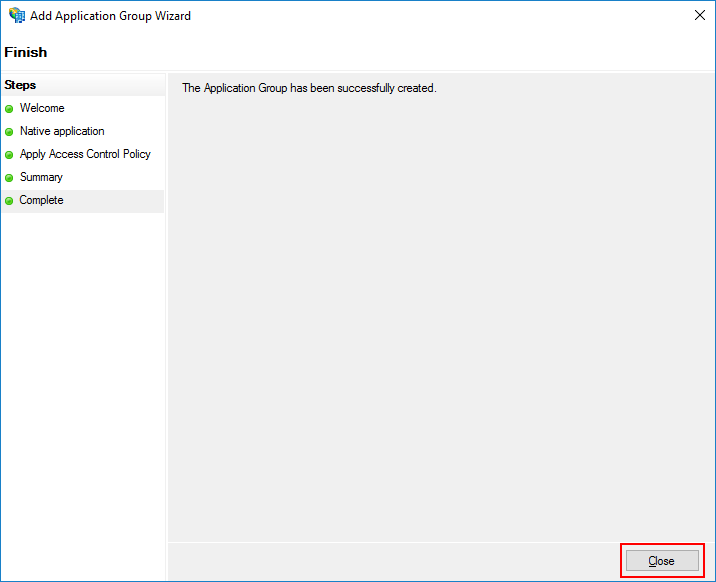 Add Application Group Wizard
Finish
Steps
Welcome
Native application
Apply Access Control Policy
Summary
Complete
The Application Group has been successfully created.
Close